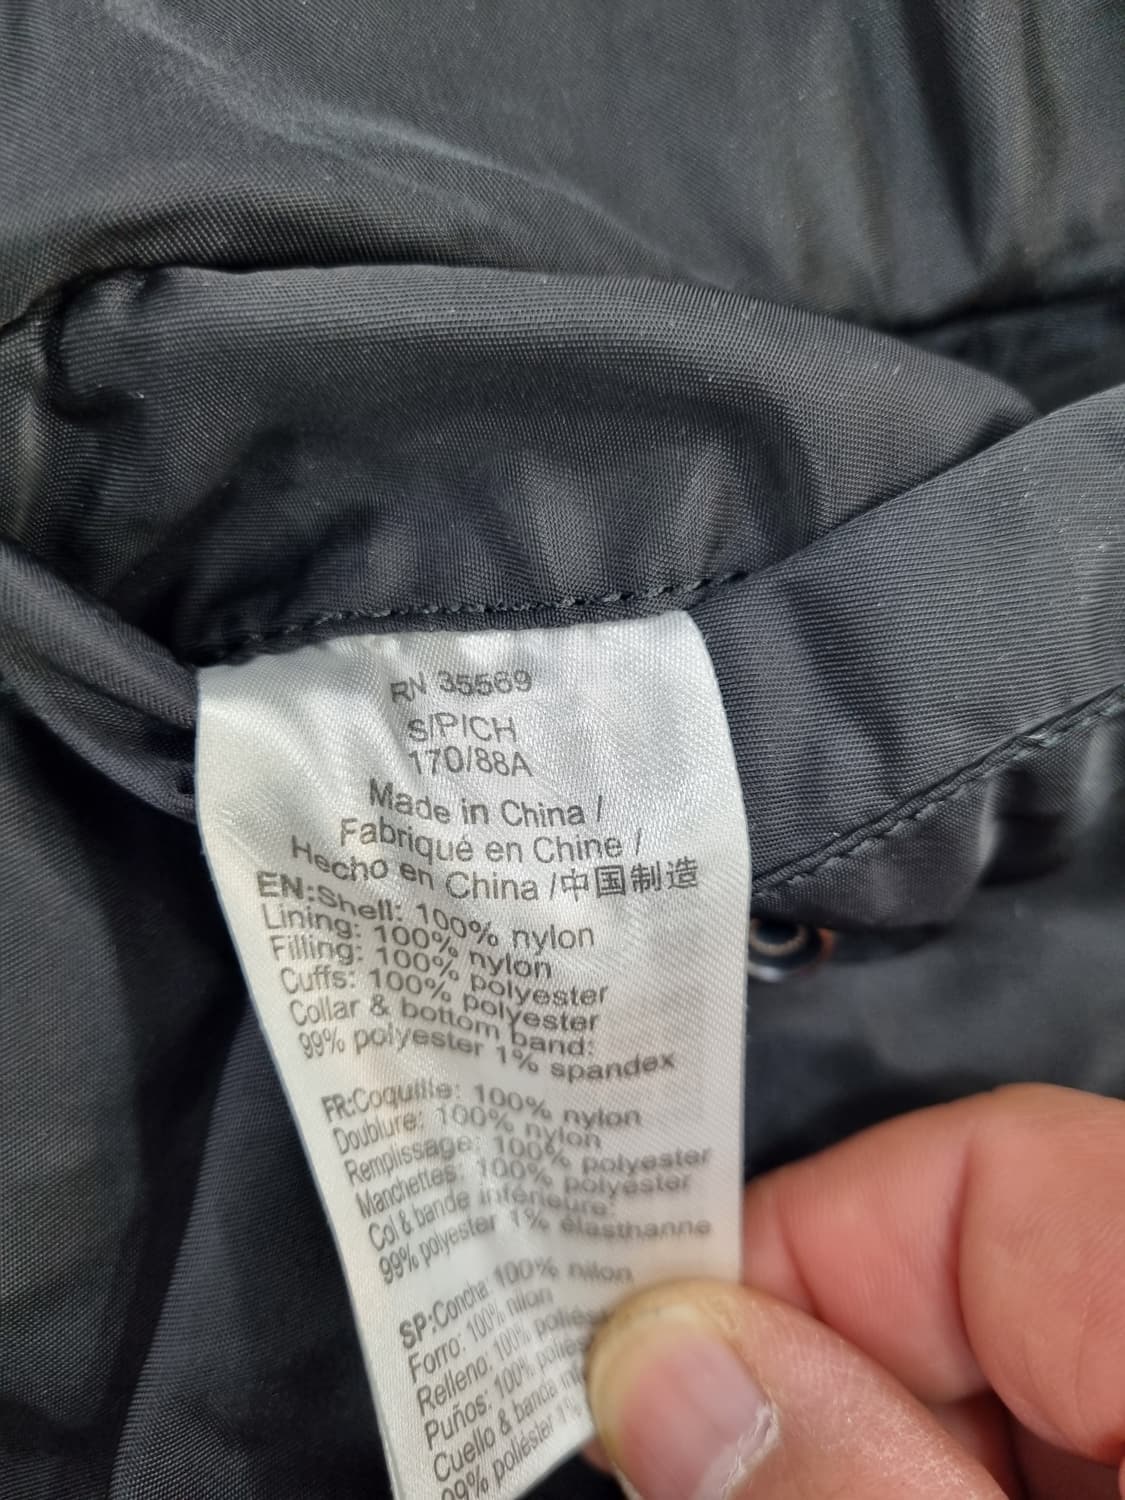 RN 35569
S/P/CH
170/88A
Made in China /
Fabriqué en Chine /
Hecho en China /中国制造
EN:Shell: 100% nylon
Lining: 100% nylon
Filling: 100% polyester
Cuffs: 100% polyester
Collar & bottom band:
99% polyester 1% spandex
FR:Coquille: 100% nylon
Doublure: 100% nylon
Remplissage: 100% polyester
Manchettes: 100% polyester
Col & bande inférieure:
99% polyester 1% élasthanne
SP:Concha: 100% nilon
Forro: 100% nilon
Relleno: 100%
Puños: 100%
Cuello & banda
99% poliéster 1%